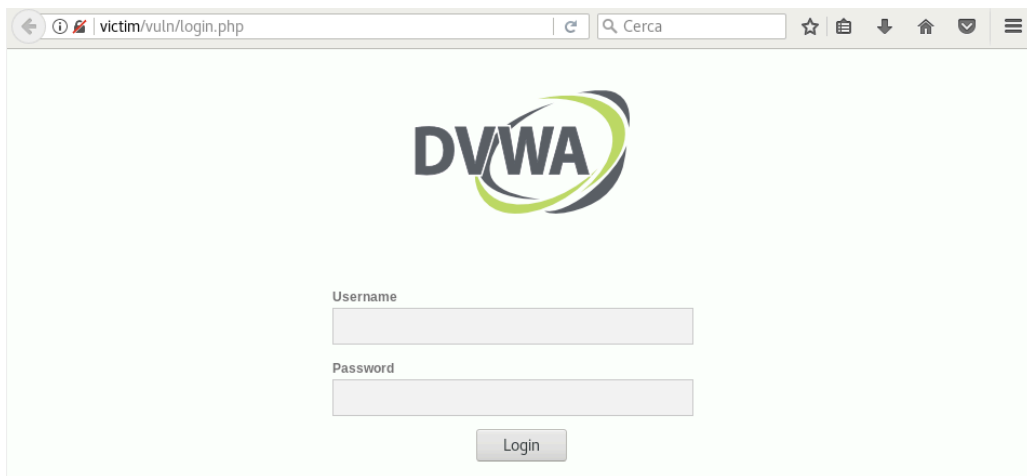 victim/vuln/login.php
Cerca
DVWA
Username
Password
Login